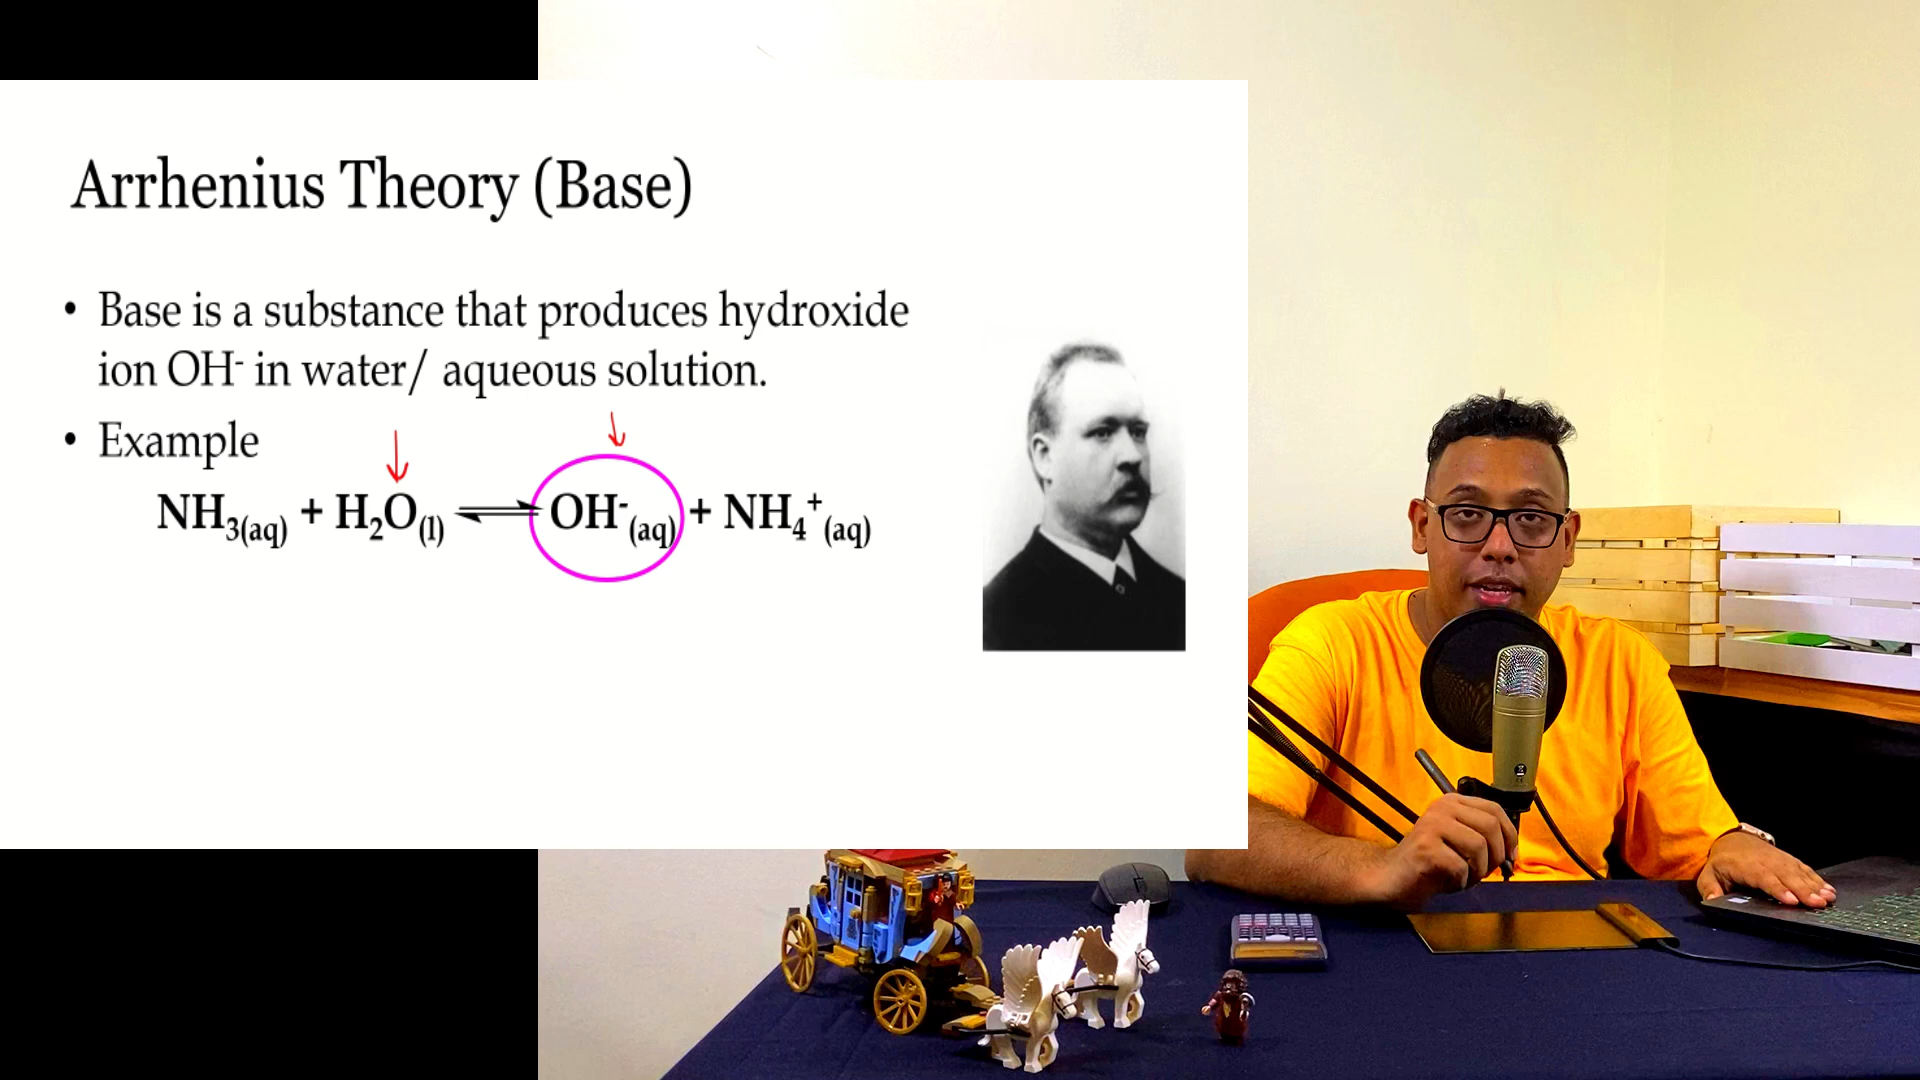 Arrhenius Theory (Base)
• Base is a substance that produces hydroxide
ion OH⁻ in water/ aqueous solution.
• Example
NH₃(aq) + H₂O(l) ⇌ OH⁻(aq) + NH₄⁺(aq)